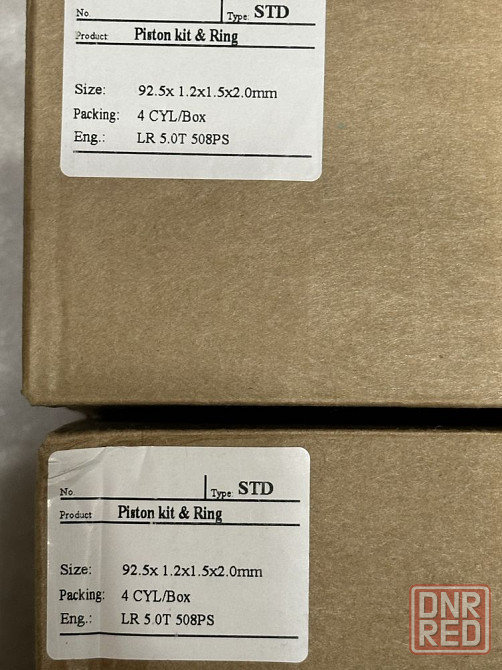 No. Type: STD
Product Piston kit & Ring
Size: 92.5x 1.2x1.5x2.0mm
Packing: 4 CYL/Box
Eng.: LR 5.0T 508PS
No. Type: STD
Product Piston kit & Ring
Size: 92.5x 1.2x1.5x2.0mm
Packing: 4 CYL/Box
Eng.: LR 5.0T 508PS
DNR
RED